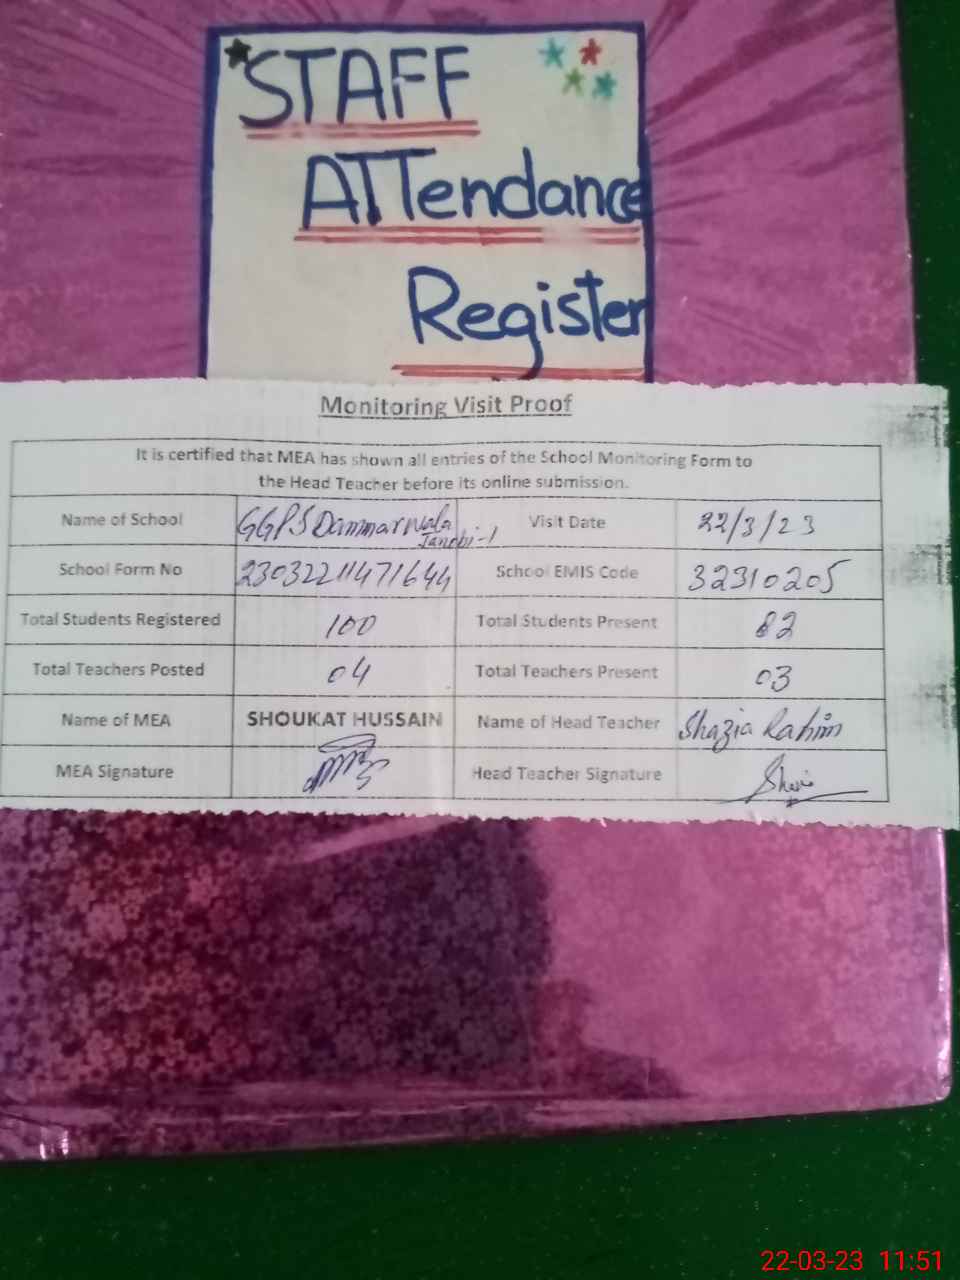 STAFF
ATTendance
Register
Monitoring Visit Proof
It is certified that MEA has shown all entries of the School Monitoring Form to
the Head Teacher before its online submission.
Name of School GGPS Dammarwala Janobi-1 Visit Date 22/3/23
School Form No 23032211471644 School EMIS Code 32310205
Total Students Registered 100 Total Students Present 82
Total Teachers Posted 04 Total Teachers Present 03
Name of MEA SHOUKAT HUSSAIN Name of Head Teacher Shazia Rahim
MEA Signature Head Teacher Signature
22-03-23 11:51